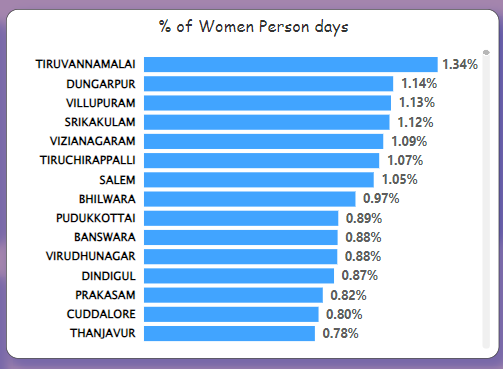 % of Women Person days
TIRUVANNAMALAI 1.34%
DUNGARPUR 1.14%
VILLUPURAM 1.13%
SRIKAKULAM 1.12%
VIZIANAGARAM 1.09%
TIRUCHIRAPPALLI 1.07%
SALEM 1.05%
BHILWARA 0.97%
PUDUKKOTTAI 0.89%
BANSWARA 0.88%
VIRUDHUNAGAR 0.88%
DINDIGUL 0.87%
PRAKASAM 0.82%
CUDDALORE 0.80%
THANJAVUR 0.78%